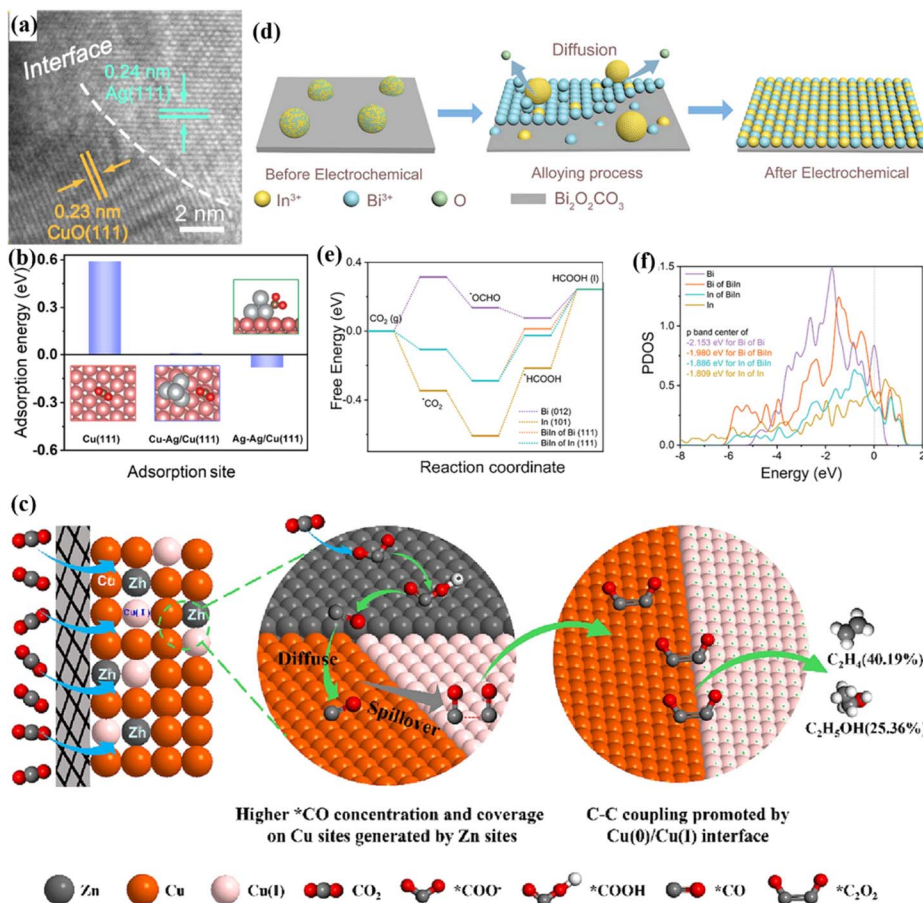 (a)
Interface
0.24 nm
Ag(111)
0.23 nm
CuO(111)
2 nm
(d)
Diffusion
Before Electrochemical
Alloying process
After Electrochemical
In³⁺
Bi³⁺
O
Bi₂O₂CO₃
(b)
Adsorption energy (eV)
0.6
0.3
0.0
-0.3
-0.6
Cu(111)
Cu-Ag/Cu(111)
Ag-Ag/Cu(111)
Adsorption site
(e)
Free Energy (eV)
0.4
0.0
-0.4
CO₂ (g)
*CO₂
*OCHO
*HCOOH
HCOOH (l)
Bi (012)
In (101)
BiIn of Bi (111)
BiIn of In (111)
Reaction coordinate
(f)
PDOS
1.5
1.0
0.5
0.0
Bi
Bi of BiIn
In of BiIn
In
p band center of
-2.153 eV for Bi of Bi
-1.980 eV for Bi of BiIn
-1.886 eV for In of BiIn
-1.809 eV for In of In
-8 -6 -4 -2 0 2
Energy (eV)
(c)
Cu
Zh
Cu(I)
Zn
Zh
Zh
Diffuse
Spillover
C₂H₄(40.19%)
C₂H₅OH(25.36%)
Higher *CO concentration and coverage
on Cu sites generated by Zn sites
C-C coupling promoted by
Cu(0)/Cu(I) interface
Zn
Cu
Cu(I)
CO₂
*COO⁻
*COOH
*CO
*C₂O₂